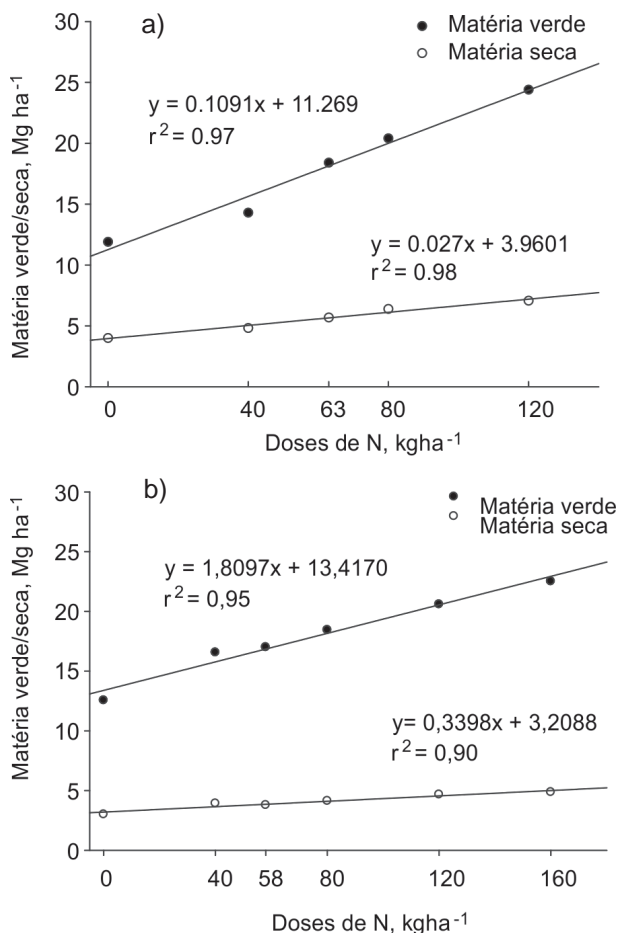 a)
Matéria verde
Matéria seca
y = 0.1091x + 11.269
r² = 0.97
y = 0.027x + 3.9601
r² = 0.98
Matéria verde/seca, Mg ha⁻¹
30
25
20
15
10
5
0
0 40 63 80 120
Doses de N, kgha⁻¹
b)
Matéria verde
Matéria seca
y = 1,8097x + 13,4170
r² = 0,95
y= 0,3398x + 3,2088
r² = 0,90
Matéria verde/seca, Mg ha⁻¹
30
25
20
15
10
5
0
0 40 58 80 120 160
Doses de N, kgha⁻¹